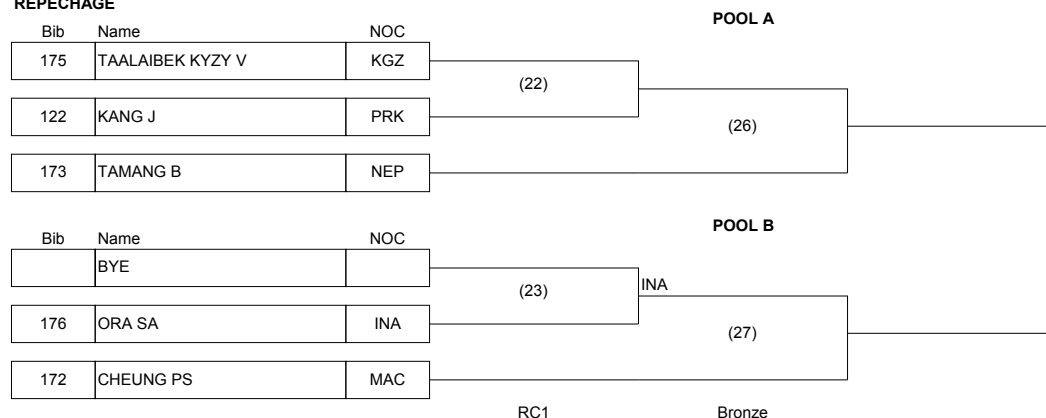 REPECHAGE
POOL A
Bib Name NOC
175 TAALAIBEK KYZY V KGZ
(22)
122 KANG J PRK
(26)
173 TAMANG B NEP
POOL B
Bib Name NOC
BYE
(23) INA
176 ORA SA INA
(27)
172 CHEUNG PS MAC
RC1 Bronze